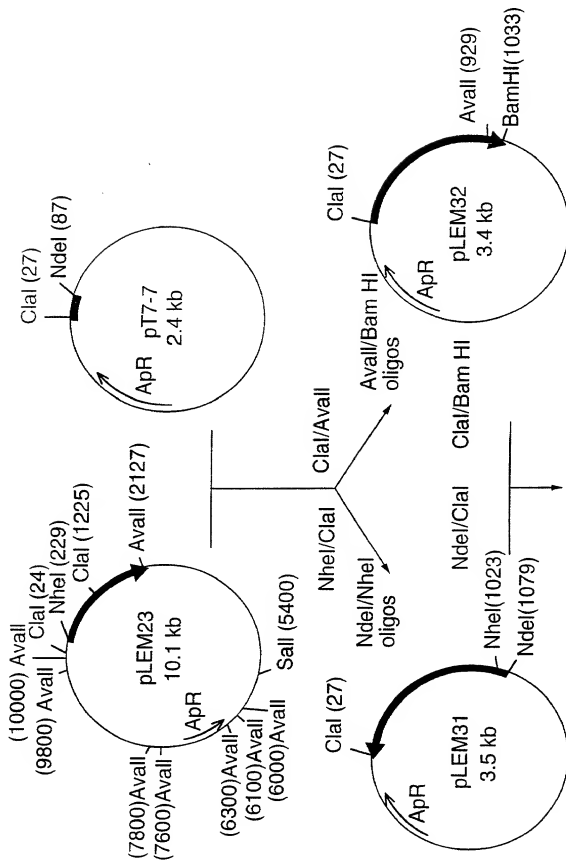 (10000) AvaII
(9800) AvaII
ClaI (24)
NheI (229)
ClaI (1225)
AvaII (2127)
pLEM23
10.1 kb
(7800)AvaII
(7600)AvaII
ApR
(6300)AvaII
(6100)AvaII
(6000)AvaII
SalI (5400)
ClaI (27)
NdeI (87)
ApR
pT7-7
2.4 kb
NheI/ClaI
ClaI/AvaII
NdeI/NheI
oligos
AvaII/Bam HI
oligos
ClaI (27)
ApR
pLEM31
3.5 kb
NheI(1023)
NdeI(1079)
NdeI/ClaI
ClaI/Bam HI
ClaI (27)
ApR
pLEM32
3.4 kb
AvaII (929)
BamHI(1033)